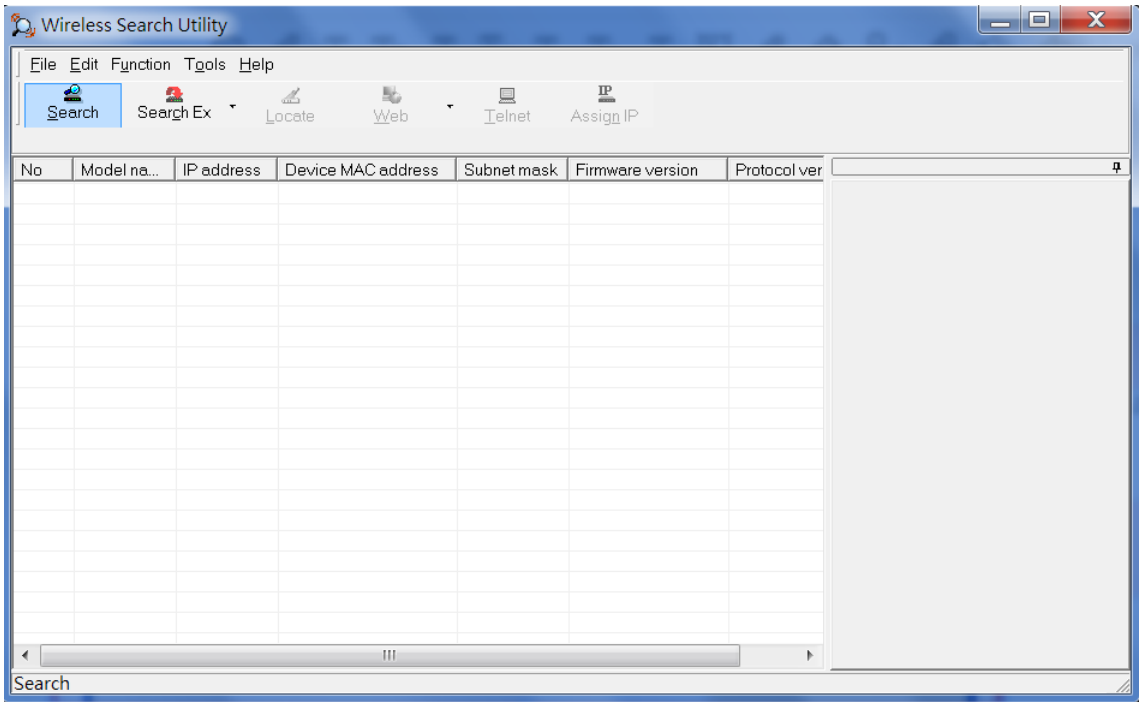 Wireless Search Utility
File Edit Function Tools Help
Search Search Ex Locate Web Telnet Assign IP
No Model na... IP address Device MAC address Subnet mask Firmware version Protocol ver
Search